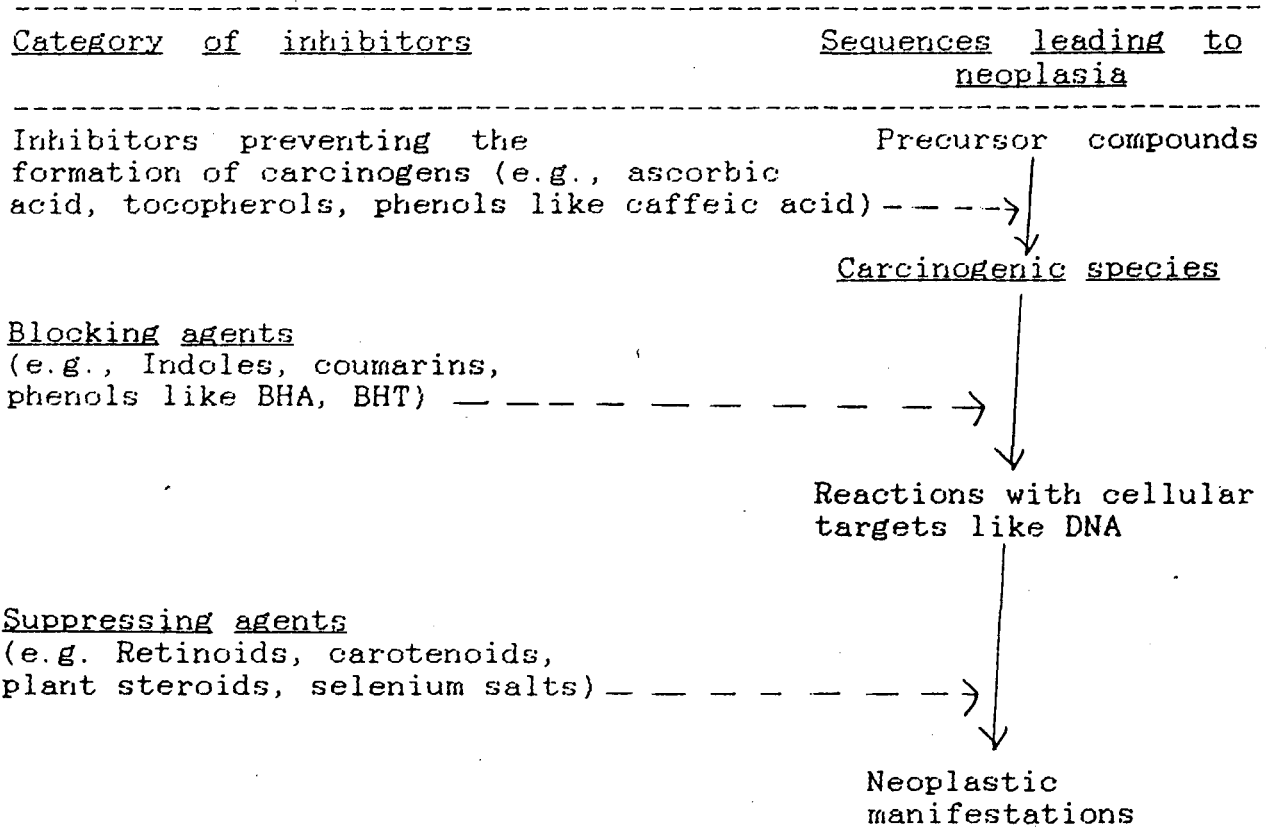 Category of inhibitors Sequences leading to
neoplasia
Inhibitors preventing the Precursor compounds
formation of carcinogens (e.g., ascorbic
acid, tocopherols, phenols like caffeic acid)
Carcinogenic species
Blocking agents
(e.g., Indoles, coumarins,
phenols like BHA, BHT)
Reactions with cellular
targets like DNA
Suppressing agents
(e.g. Retinoids, carotenoids,
plant steroids, selenium salts)
Neoplastic
manifestations